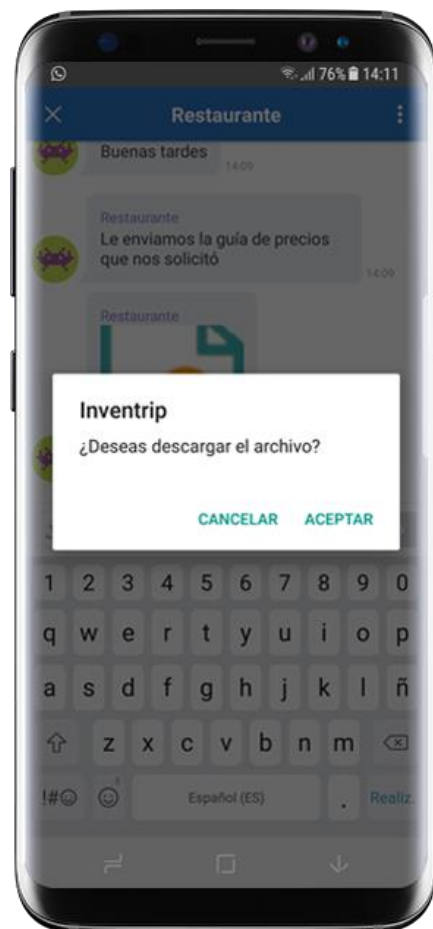 76% 14:11
Restaurante
Buenas tardes
14:09
Restaurante
Le enviamos la guía de precios
que nos solicitó
14:09
Restaurante
Inventrip
¿Deseas descargar el archivo?
CANCELAR ACEPTAR
1 2 3 4 5 6 7 8 9 0
q w e r t y u i o p
a s d f g h j k l ñ
z x c v b n m
!#☺ Español (ES) . Realiz.